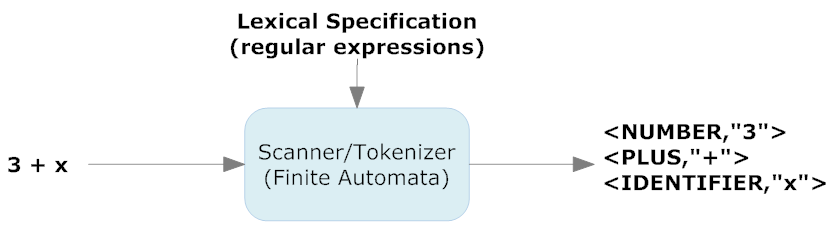 Lexical Specification
(regular expressions)
3 + x
Scanner/Tokenizer
(Finite Automata)
<NUMBER,"3">
<PLUS,"+">
<IDENTIFIER,"x">